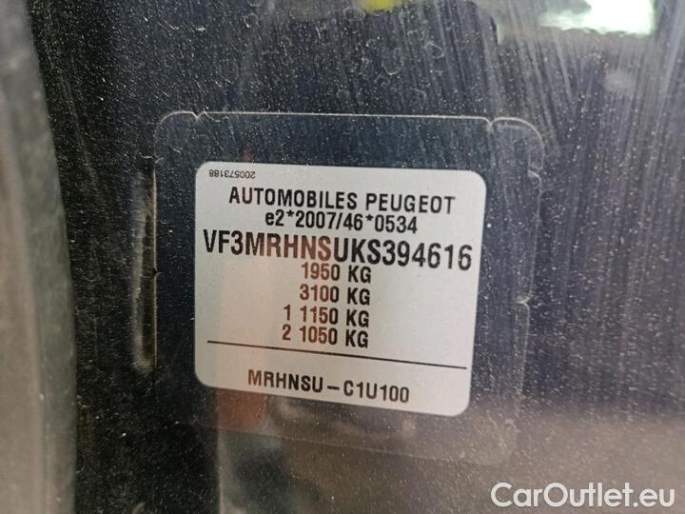 200573188
AUTOMOBILES PEUGEOT
e2*2007/46*0534
VF3MRHNSUKS394616
1950 KG
3100 KG
1 1150 KG
2 1050 KG
MRHNSU-C1U100
CarOutlet.eu